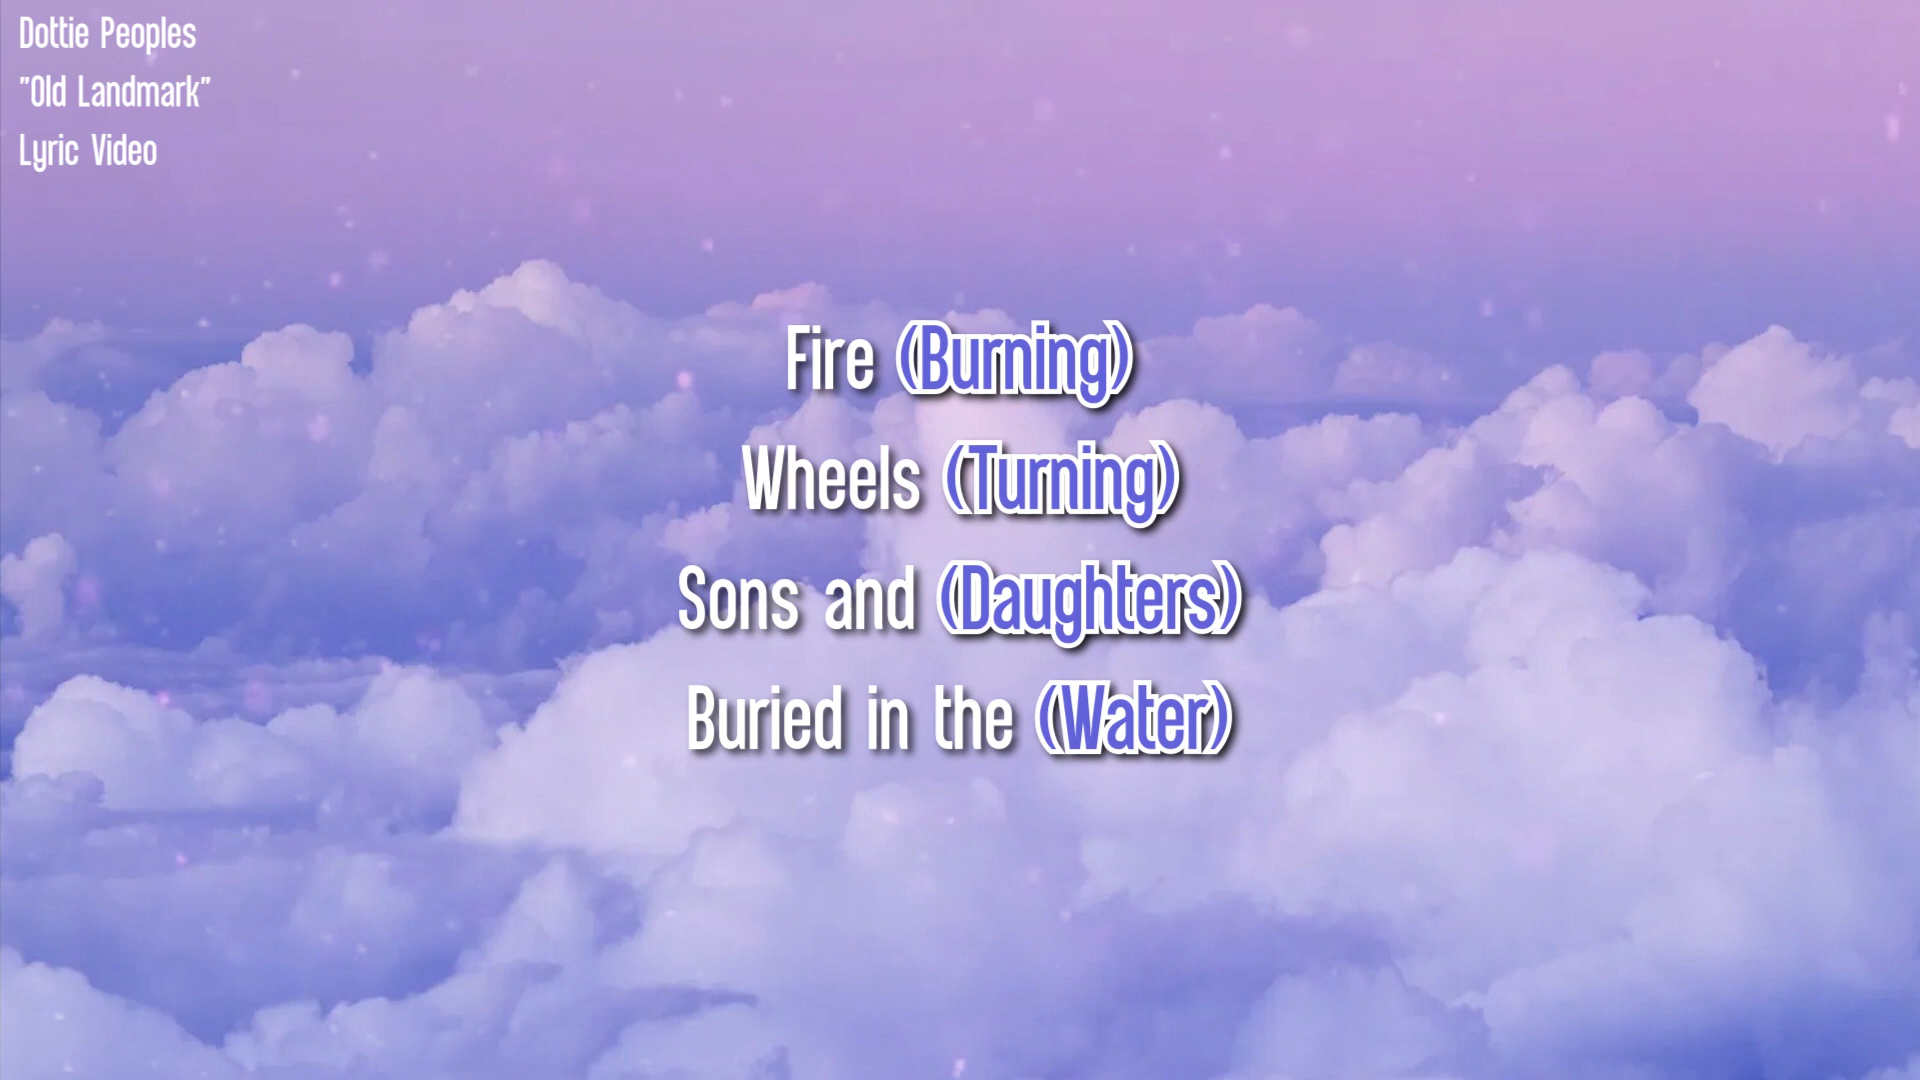 Dottie Peoples
"Old Landmark"
Lyric Video
Fire (Burning)
Wheels (Turning)
Sons and (Daughters)
Buried in the (Water)